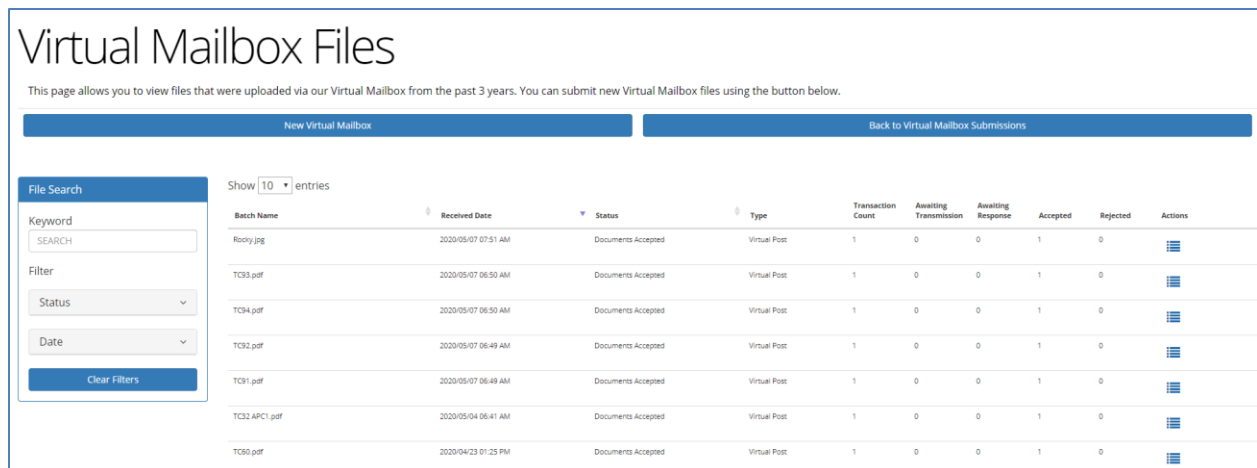 Virtual Mailbox Files
This page allows you to view files that were uploaded via our Virtual Mailbox from the past 3 years. You can submit new Virtual Mailbox files using the button below.
New Virtual Mailbox Back to Virtual Mailbox Submissions
File Search
Keyword
SEARCH
Filter
Status
Date
Clear Filters
Show 10 entries
Batch Name Received Date Status Type Transaction Count Awaiting Transmission Awaiting Response Accepted Rejected Actions
Rocky.jpg 2020/05/07 07:51 AM Documents Accepted Virtual Post 1 0 0 1 0
TC93.pdf 2020/05/07 06:50 AM Documents Accepted Virtual Post 1 0 0 1 0
TC94.pdf 2020/05/07 06:50 AM Documents Accepted Virtual Post 1 0 0 1 0
TC92.pdf 2020/05/07 06:49 AM Documents Accepted Virtual Post 1 0 0 1 0
TC91.pdf 2020/05/07 06:49 AM Documents Accepted Virtual Post 1 0 0 1 0
TC32 APC1.pdf 2020/05/04 06:41 AM Documents Accepted Virtual Post 1 0 0 1 0
TC60.pdf 2020/04/23 01:25 PM Documents Accepted Virtual Post 1 0 0 1 0